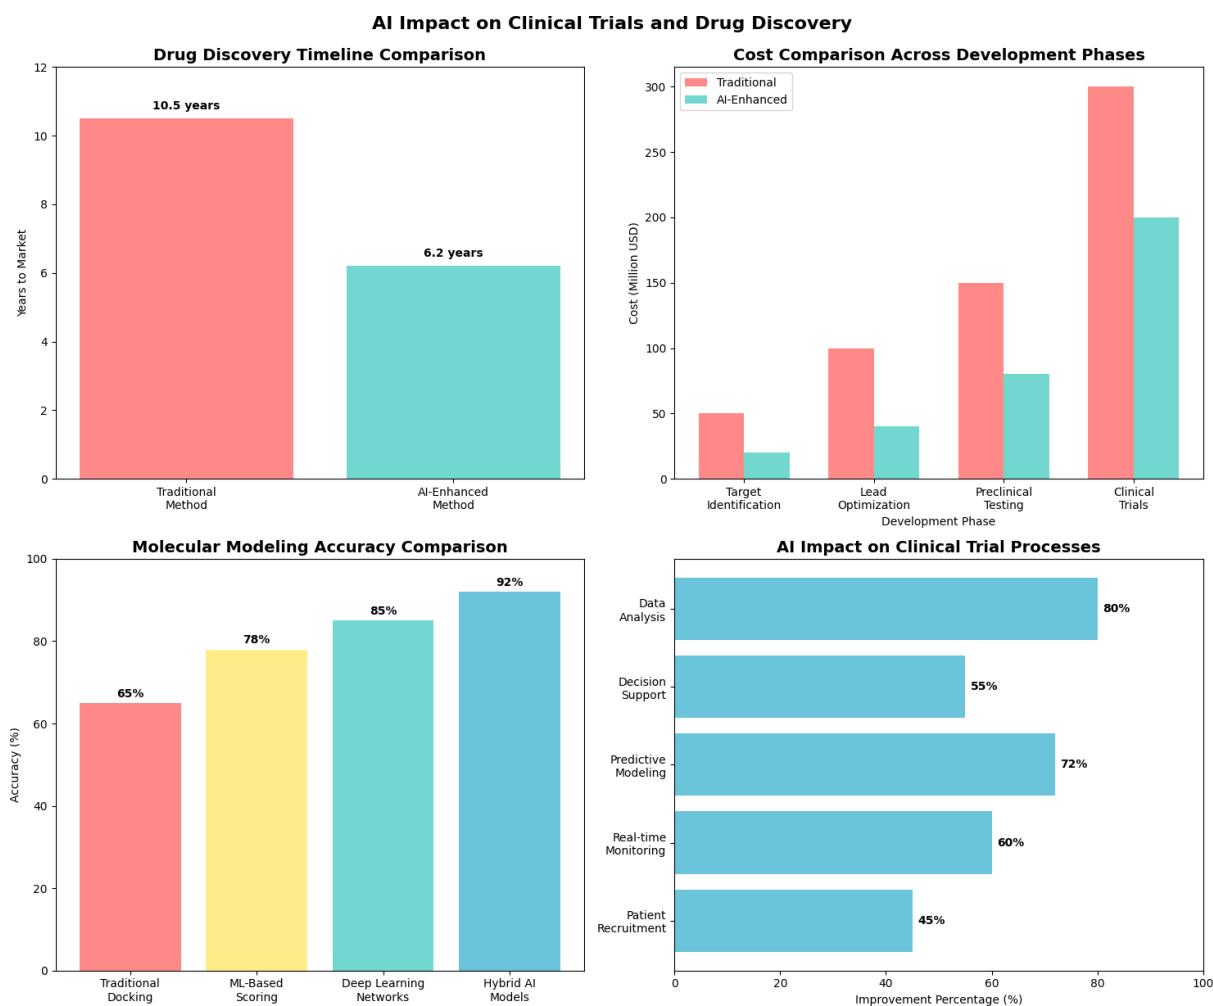 AI Impact on Clinical Trials and Drug Discovery
Drug Discovery Timeline Comparison
12
10
8
6
4
2
0
Years to Market
10.5 years
6.2 years
Traditional
Method
AI-Enhanced
Method
Cost Comparison Across Development Phases
Traditional
AI-Enhanced
300
250
200
150
100
50
0
Cost (Million USD)
Target
Identification
Lead
Optimization
Preclinical
Testing
Clinical
Trials
Development Phase
Molecular Modeling Accuracy Comparison
100
80
60
40
20
0
Accuracy (%)
65%
78%
85%
92%
Traditional
Docking
ML-Based
Scoring
Deep Learning
Networks
Hybrid AI
Models
AI Impact on Clinical Trial Processes
Data
Analysis
80%
Decision
Support
55%
Predictive
Modeling
72%
Real-time
Monitoring
60%
Patient
Recruitment
45%
0
20
40
60
80
100
Improvement Percentage (%)